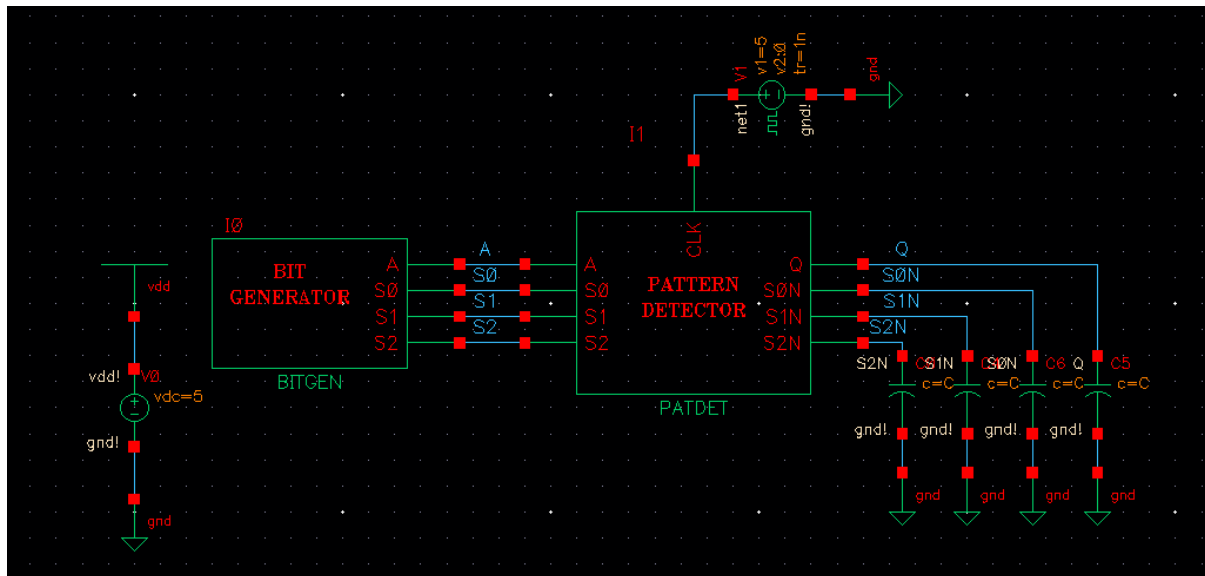 V1
v1=5
v2:0
tr=1n
gnd
net1
gnd!
I1
CLK
I0
BIT
GENERATOR
A
S0
S1
S2
BITGEN
A
S0
S1
S2
A
S0
S1
S2
PATTERN
DETECTOR
Q
S0N
S1N
S2N
PATDET
Q
S0N
S1N
S2N
vdd
vdd!
V0
vdc=5
gnd!
gnd
S2N
S1N
S0N
C6
Q
C5
c=C
c=C
c=C
c=C
gnd!
gnd!
gnd!
gnd!
gnd
gnd
gnd
gnd